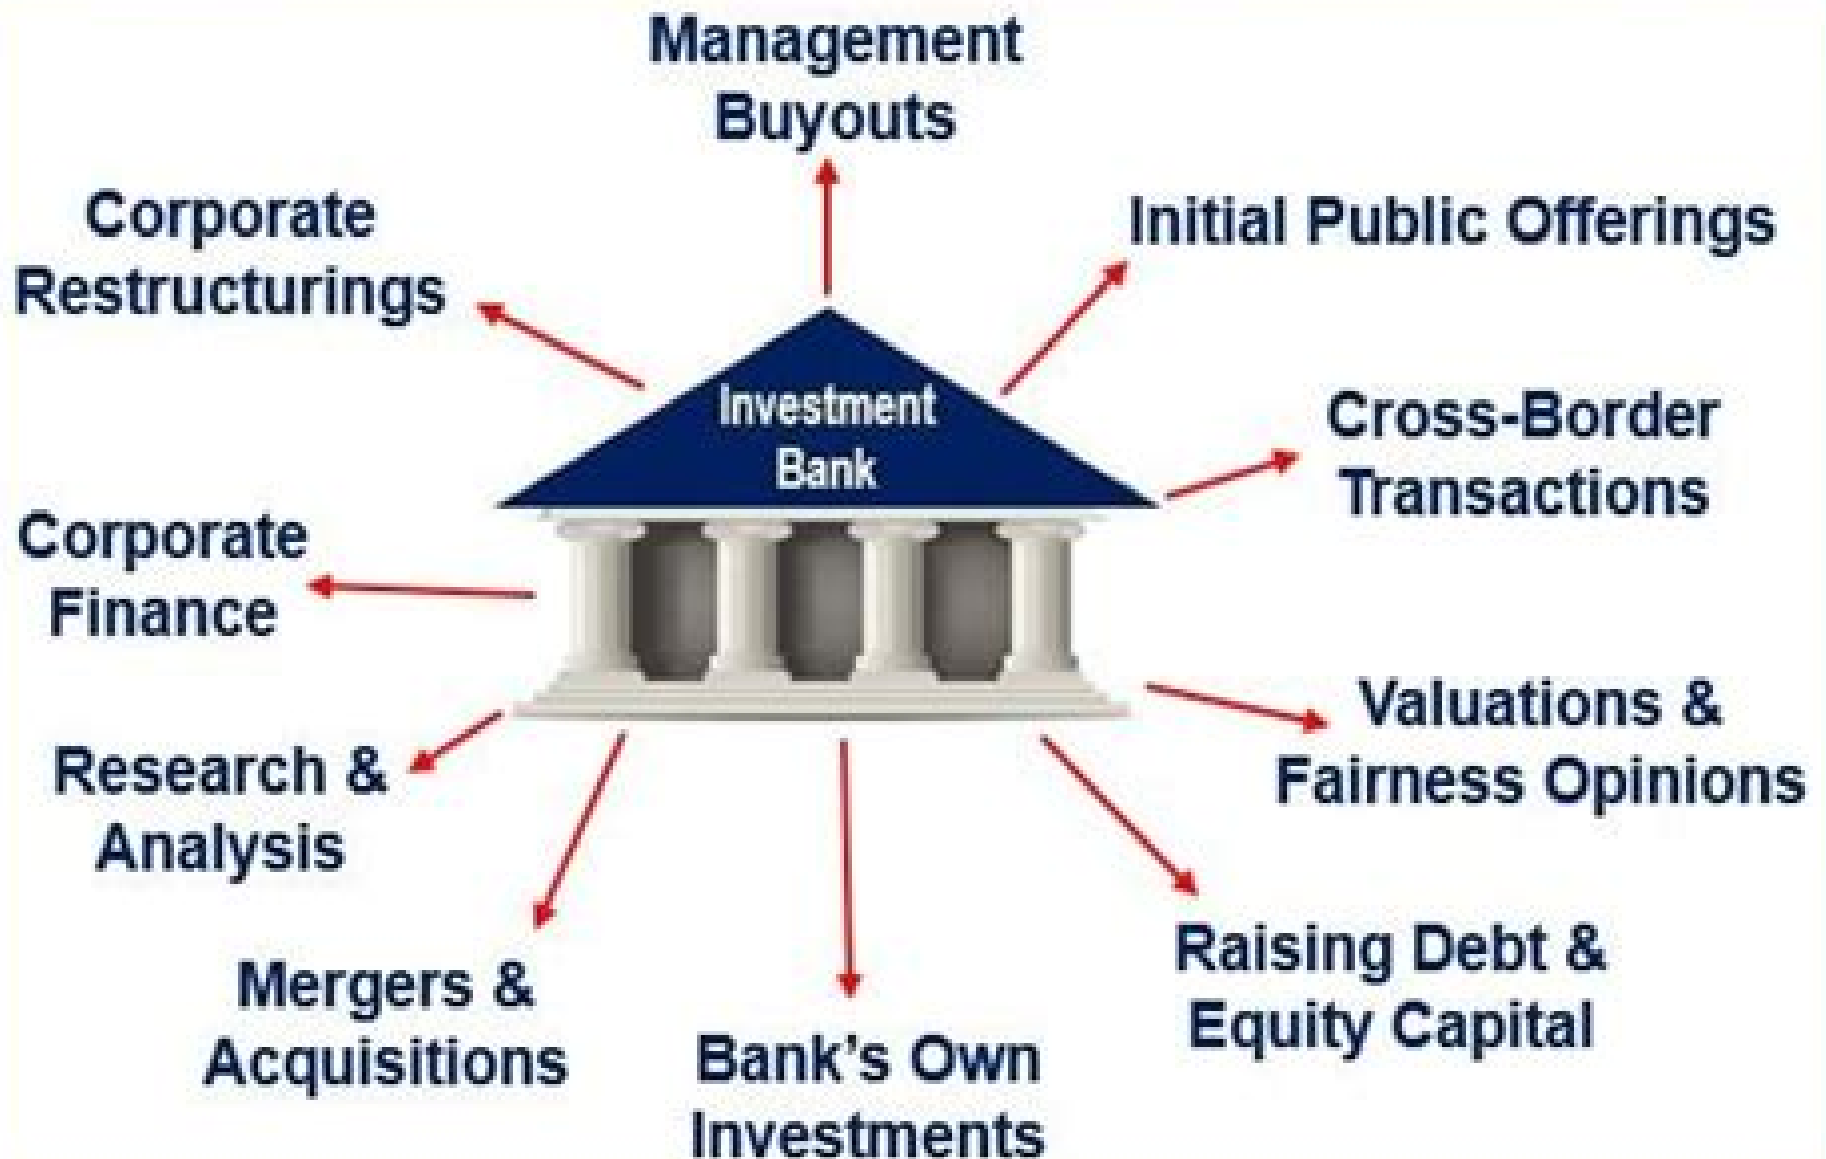 Management
Buyouts
Corporate
Restructurings
Initial Public Offerings
Investment
Bank
Cross-Border
Transactions
Corporate
Finance
Valuations &
Fairness Opinions
Research &
Analysis
Raising Debt &
Equity Capital
Mergers &
Acquisitions
Bank’s Own
Investments